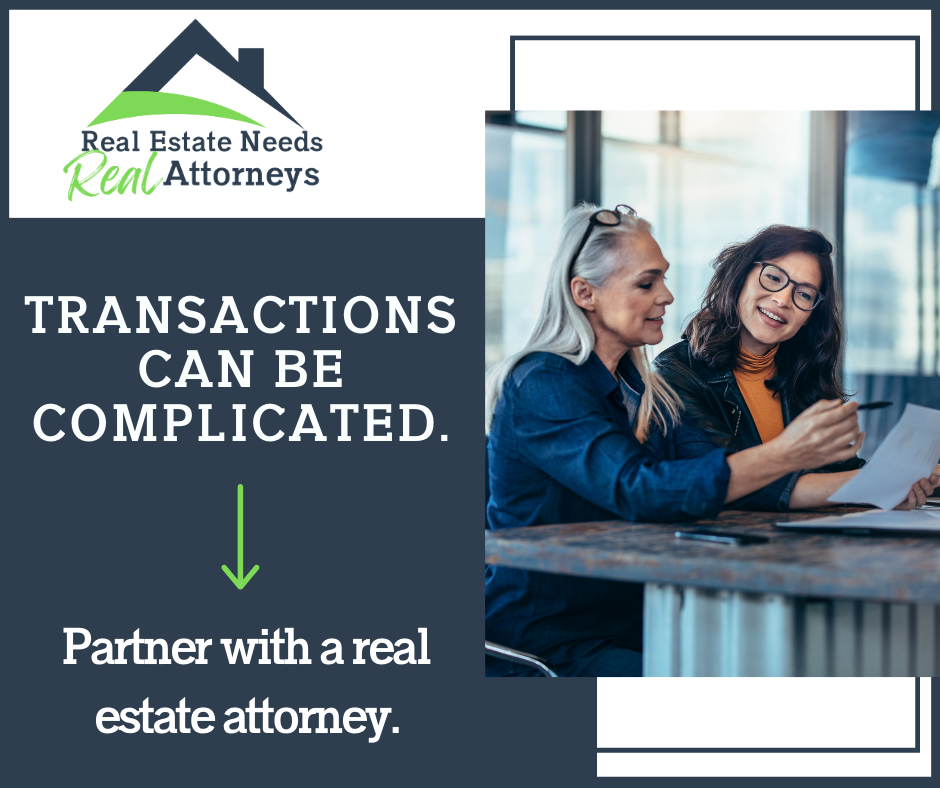 Real Estate Needs
Real Attorneys
TRANSACTIONS
CAN BE
COMPLICATED.
Partner with a real
estate attorney.